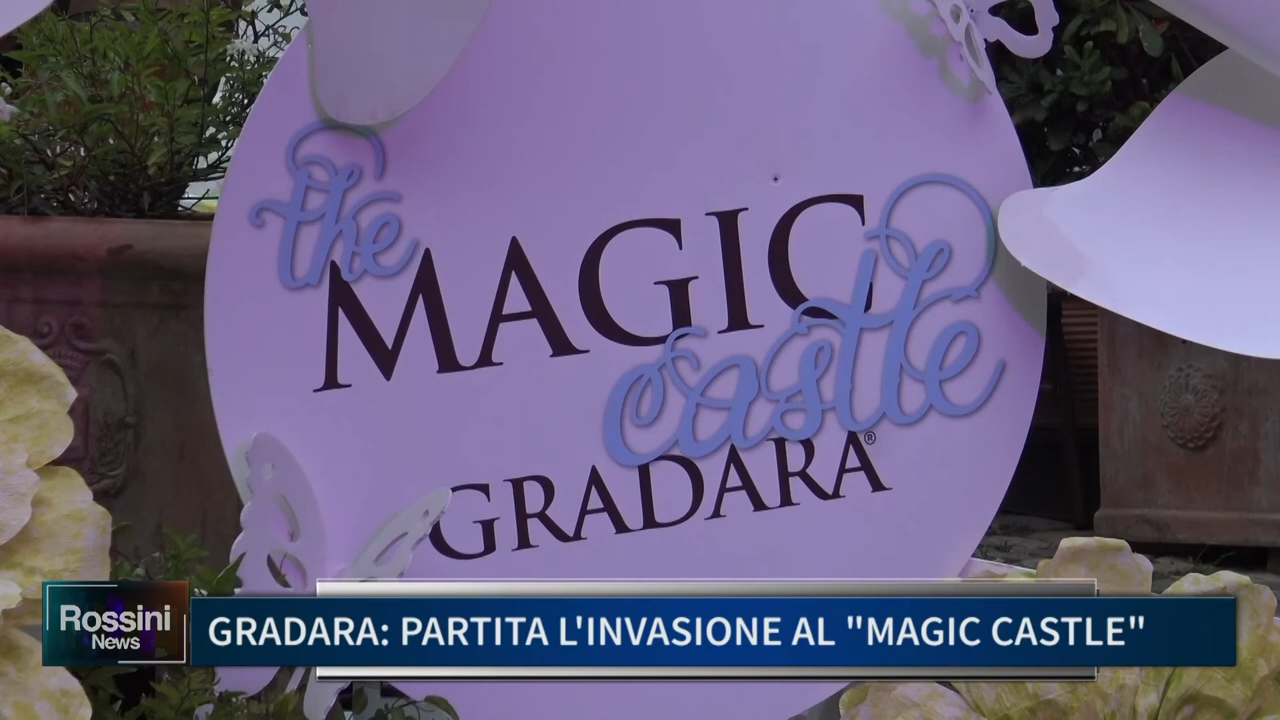 the
MAGIC
castle
GRADARA®
Rossini
News
GRADARA: PARTITA L'INVASIONE AL "MAGIC CASTLE"